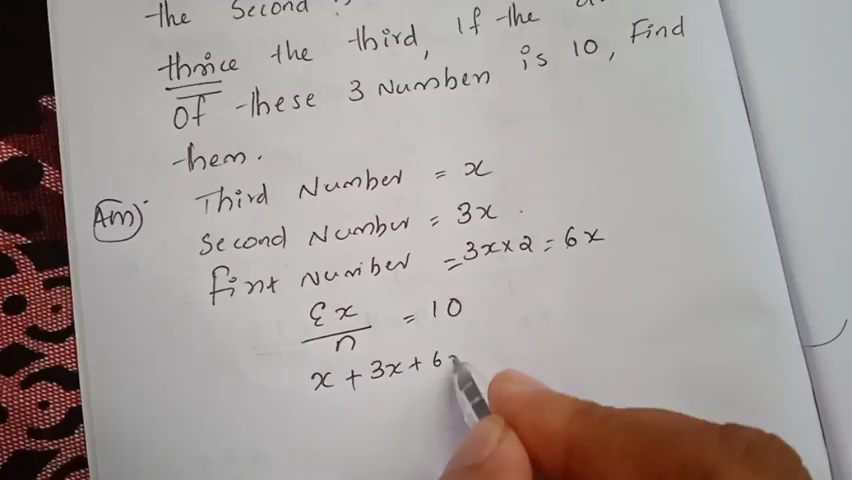 the Second
thrice the third, If the
Of these 3 Number is 10, Find
them.
Ans) Third Number = x
Second Number = 3x.
first Number = 3x×2 = 6x
Σx/n = 10
x + 3x + 6x